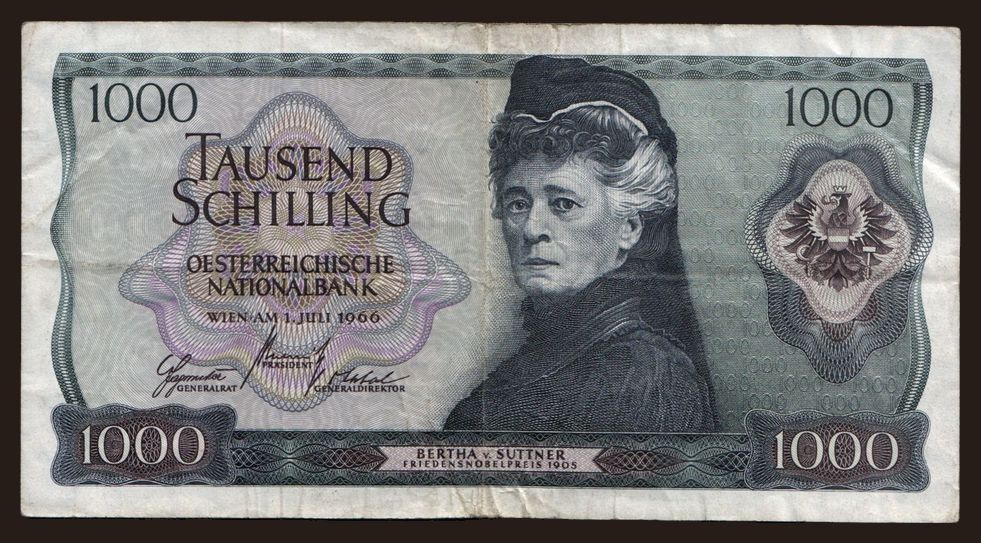 1000
1000
TAUSEND
SCHILLING
OESTERREICHISCHE
NATIONALBANK
WIEN AM 1. JULI 1966
GENERALRAT
PRÄSIDENT
GENERALDIREKTOR
1000
BERTHA v. SUTTNER
FRIEDENSNOBELPREIS 1905
1000